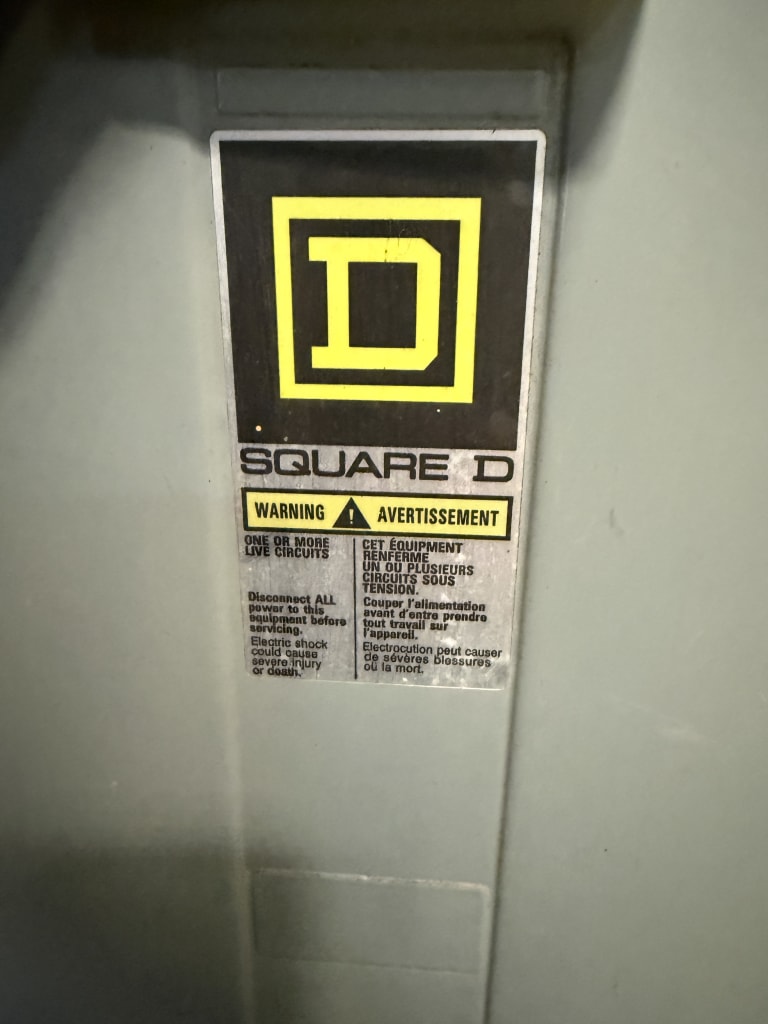 D
SQUARE D
WARNING ! AVERTISSEMENT
ONE OR MORE
LIVE CIRCUITS
Disconnect ALL
power to this
equipment before
servicing.
Electric shock
could cause
severe injury
or death.
CET ÉQUIPMENT
RENFERME
UN OU PLUSIEURS
CIRCUITS SOUS
TENSION.
Couper l'alimentation
avant d'entre prendre
tout travail sur
l'appareil.
Electrocution peut causer
de sévères blessures
ou la mort.